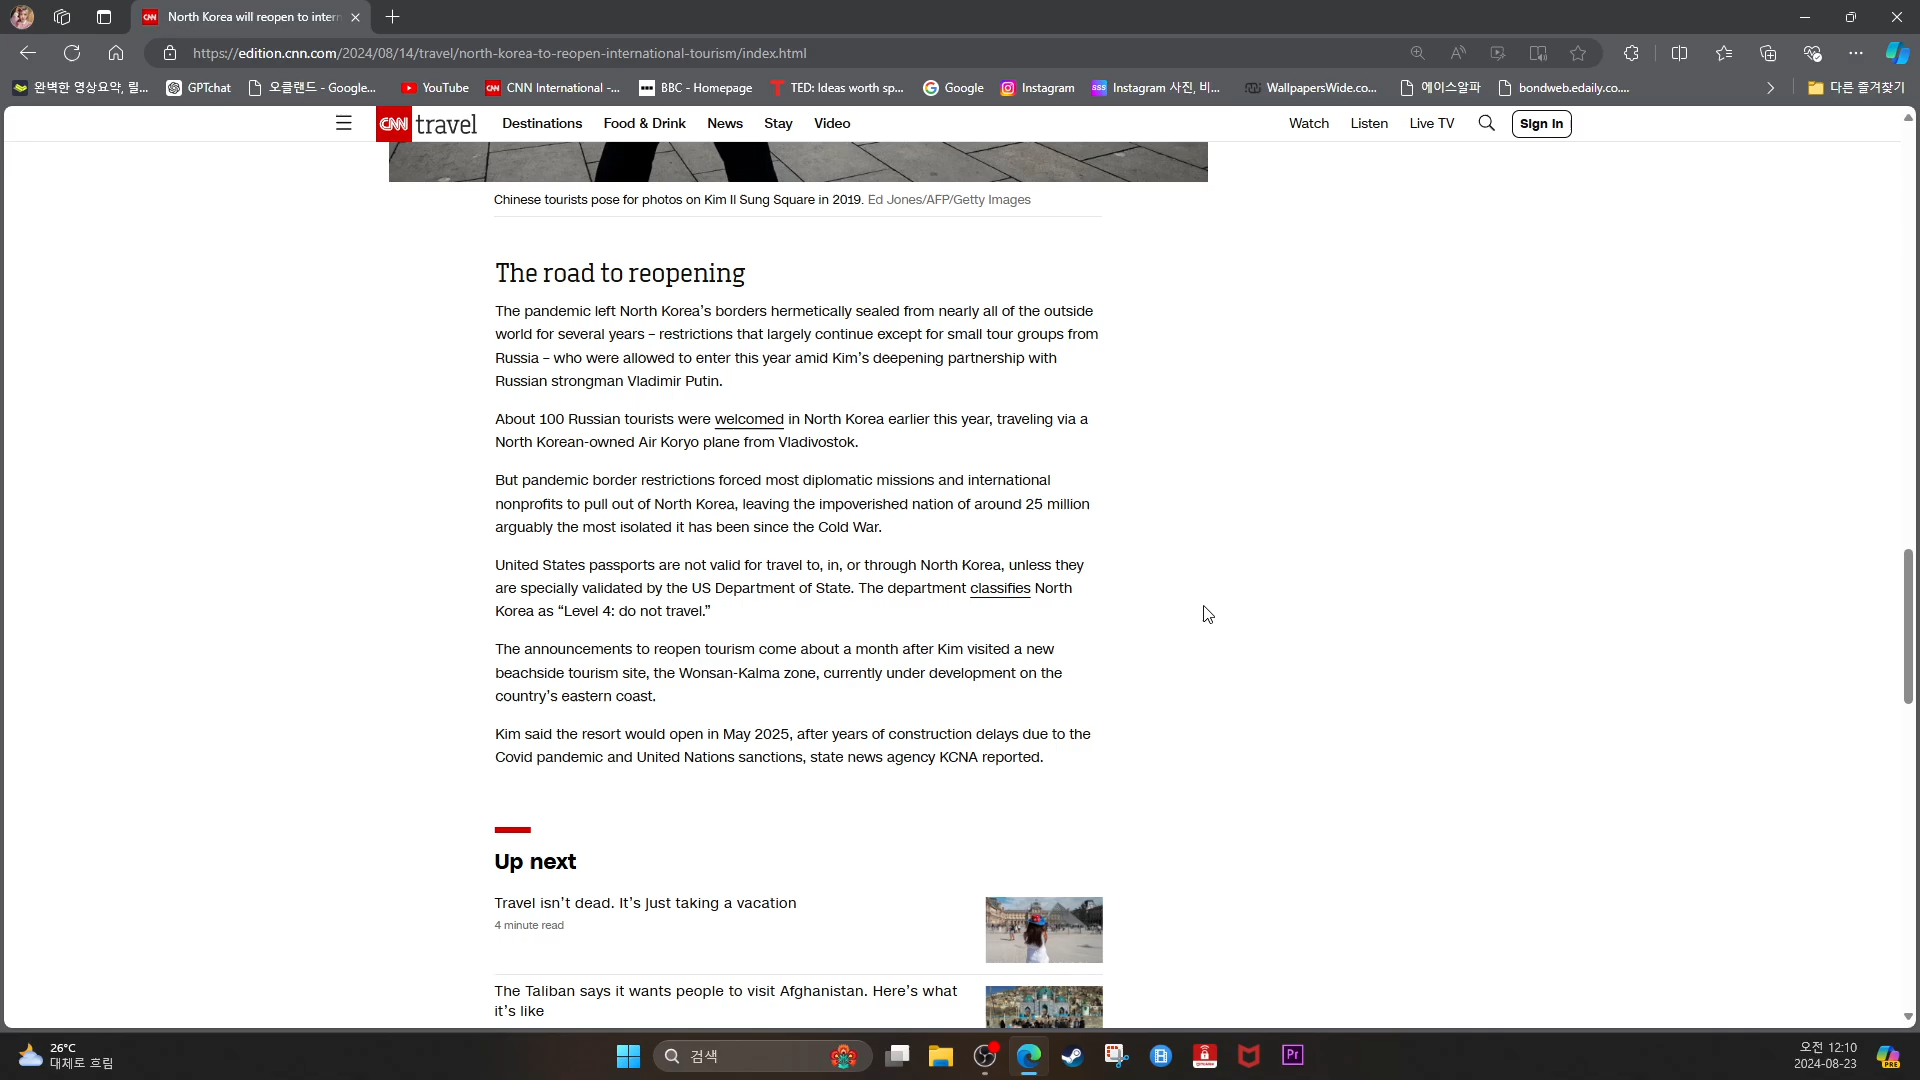 North Korea will reopen to inter
https://edition.cnn.com/2024/08/14/travel/north-korea-to-reopen-international-tourism/index.html
완벽한 영상요약, 릴... GPTchat 오클랜드 - Google... YouTube CNN International -... BBC - Homepage TED: Ideas worth sp... Google Instagram Instagram 사진, 비... WallpapersWide.co... 에이스알파 bondweb.edaily.co.... 다른 즐겨찾기
CNN travel Destinations Food & Drink News Stay Video Watch Listen Live TV Sign in
Chinese tourists pose for photos on Kim Il Sung Square in 2019. Ed Jones/AFP/Getty Images
The road to reopening
The pandemic left North Korea's borders hermetically sealed from nearly all of the outside
world for several years – restrictions that largely continue except for small tour groups from
Russia – who were allowed to enter this year amid Kim's deepening partnership with
Russian strongman Vladimir Putin.
About 100 Russian tourists were welcomed in North Korea earlier this year, traveling via a
North Korean-owned Air Koryo plane from Vladivostok.
But pandemic border restrictions forced most diplomatic missions and international
nonprofits to pull out of North Korea, leaving the impoverished nation of around 25 million
arguably the most isolated it has been since the Cold War.
United States passports are not valid for travel to, in, or through North Korea, unless they
are specially validated by the US Department of State. The department classifies North
Korea as “Level 4: do not travel.”
The announcements to reopen tourism come about a month after Kim visited a new
beachside tourism site, the Wonsan-Kalma zone, currently under development on the
country's eastern coast.
Kim said the resort would open in May 2025, after years of construction delays due to the
Covid pandemic and United Nations sanctions, state news agency KCNA reported.
Up next
Travel isn't dead. It's just taking a vacation
4 minute read
The Taliban says it wants people to visit Afghanistan. Here's what
it's like
26°C
대체로 흐림
검색
Pr
오전 12:10
2024-08-23
PRE